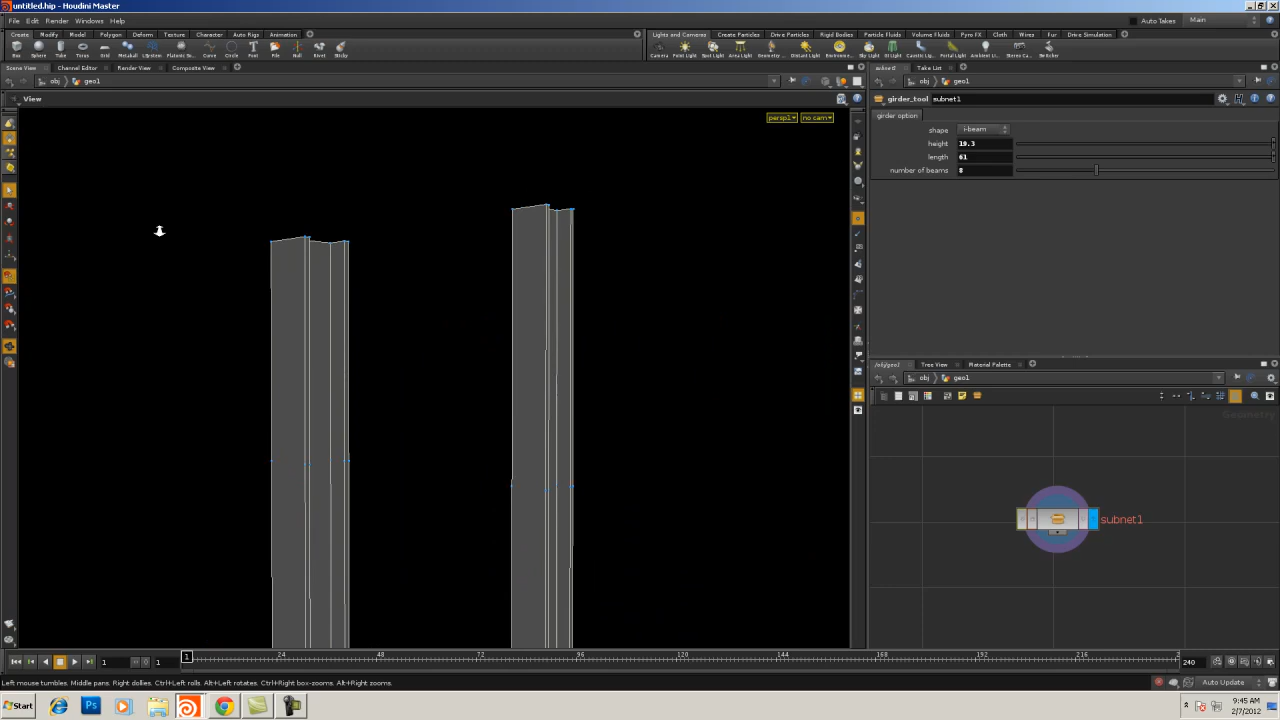 untitled.hip - Houdini Master
File Edit Render Windows Help
Auto Takes Main
Create Modify Model Polygon Deform Texture Character Auto Rigs Animation
Lights and Cameras Create Particles Drive Particles Rigid Bodies Particle Fluids Volume Fluids Pyro FX Cloth Wires Fur Drive Simulation
Box Sphere Tube Torus Grid Metaball L-System Platonic So.. Curve Circle Font File Null Rivet Sticky
Camera Point Light Spot Light Area Light Geometry ... Distant Light Environme... Sky Light GI Light Caustic Lig.. Portal Light Ambient Li.. Stereo Ca.. Switcher
Scene View Channel Editor Render View Composite View
subnet1 Take List
obj geo1
obj geo1
View
girder_tool subnet1
persp1 no cam
girder option
shape i-beam
height 19.3
length 61
number of beams 8
/obj/geo1 Tree View Material Palette
obj geo1
Geometry
subnet1
1 1 1 24 48 72 96 120 144 168 192 216 2 240
Left mouse tumbles. Middle pans. Right dollies. Ctrl+Left rolls. Alt+Left rotates. Ctrl+Right box-zooms. Alt+Right zooms.
Auto Update
Start
9:45 AM
2/7/2012